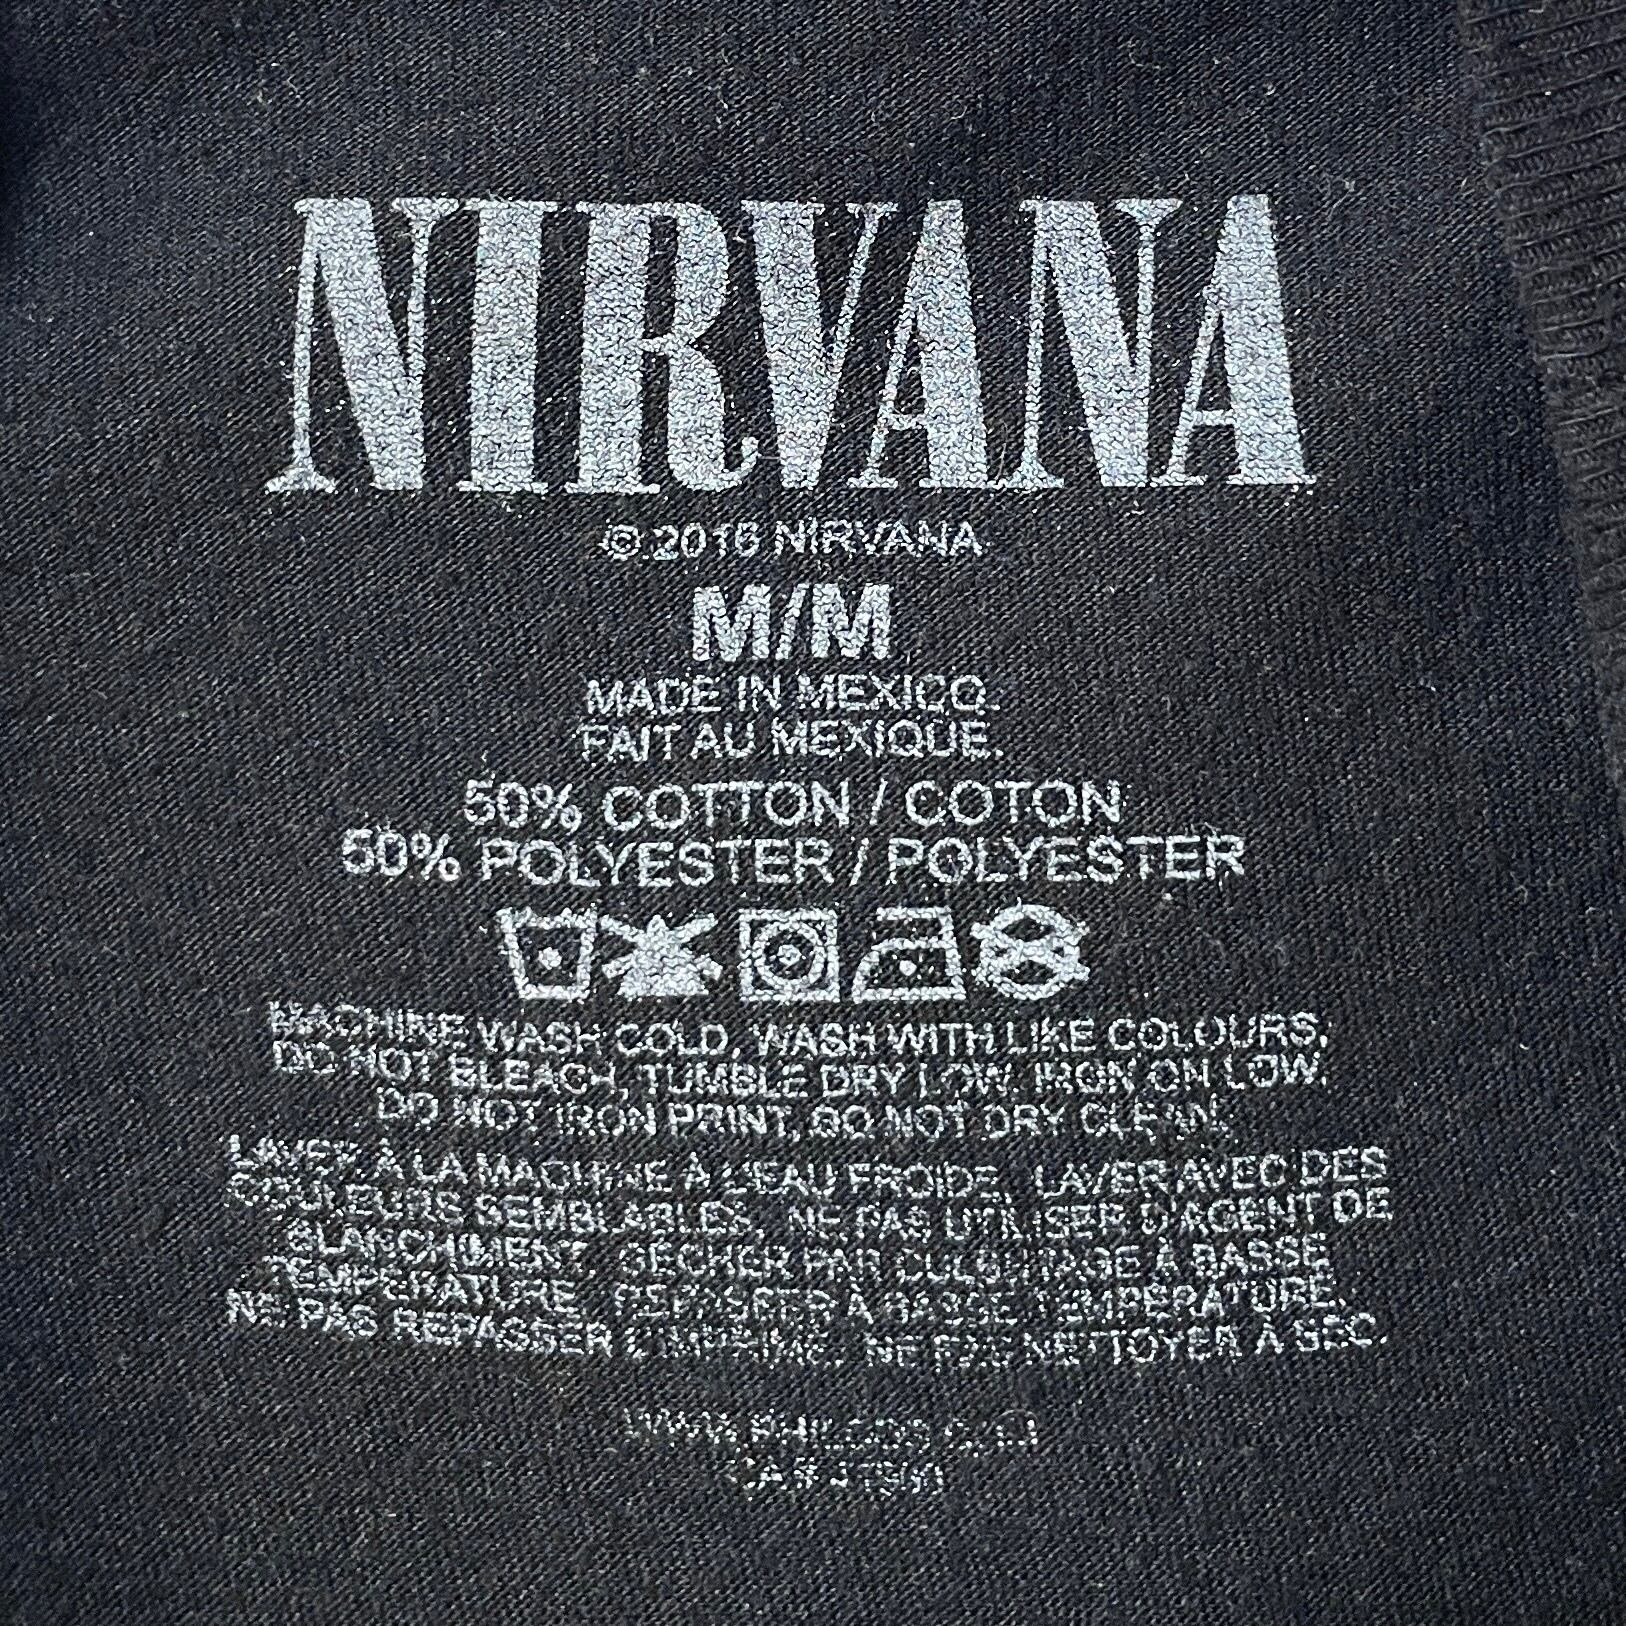 NIRVANA
© 2016 NIRVANA
M/M
MADE IN MEXICO.
FAIT AU MEXIQUE.
50% COTTON / COTON
50% POLYESTER / POLYESTER
MACHINE WASH COLD, WASH WITH LIKE COLOURS,
DO NOT BLEACH, TUMBLE DRY LOW, IRON ON LOW.
DO NOT IRON PRINT, DO NOT DRY CLEAN.
LAVER À LA MACHINE À L'EAU FROIDE, LAVER AVEC DES
COULEURS SEMBLABLES, NE PAS UTILISER D'AGENT DE
BLANCHIMENT, SÉCHER PAR CULBUTAGE À BASSE
TEMPÉRATURE, REPASSER À BASSE TEMPÉRATURE,
NE PAS REPASSER L'IMPRIMÉ, NE PAS NETTOYER À SEC.
CA#